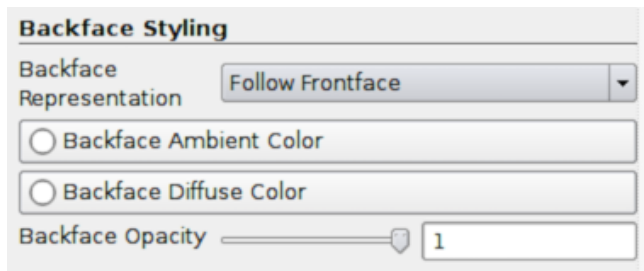 Backface Styling
Backface
Representation
Follow Frontface
Backface Ambient Color
Backface Diffuse Color
Backface Opacity 1